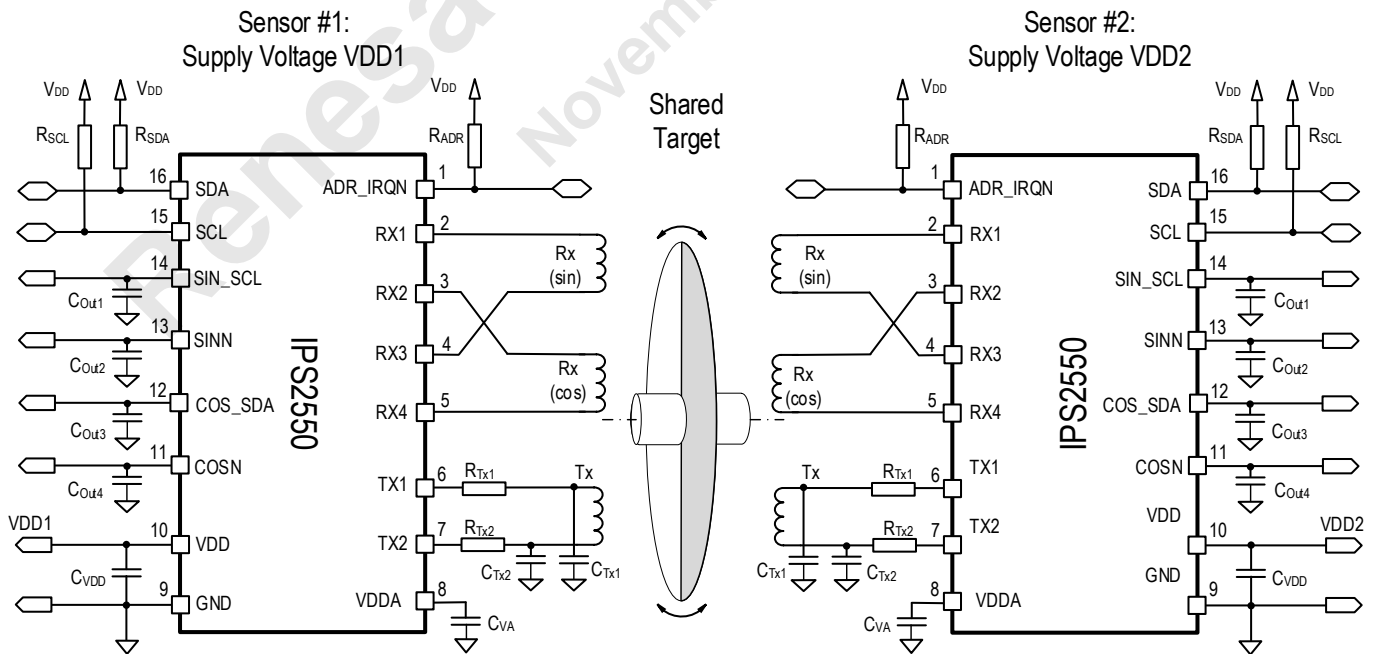 Renesa
Novemb
Sensor #1:
Supply Voltage VDD1
Sensor #2:
Supply Voltage VDD2
Shared
Target
VDD
VDD
RSCL
RSDA
VDD
RADR
16
SDA
15
SCL
14
SIN_SCL
COut1
13
SINN
COut2
12
COS_SDA
COut3
11
COSN
COut4
VDD1
10
VDD
CVDD
9
GND
IPS2550
1
ADR_IRQN
2
RX1
3
RX2
4
RX3
5
RX4
6
TX1
7
TX2
8
VDDA
Rx
(sin)
Rx
(cos)
RTx1
Tx
RTx2
CTx2
CTx1
CVA
VDD
RADR
VDD
VDD
RSDA
RSCL
1
ADR_IRQN
2
RX1
3
RX2
4
RX3
5
RX4
6
TX1
7
TX2
8
VDDA
Rx
(sin)
Rx
(cos)
Tx
RTx1
RTx2
CTx1
CTx2
CVA
IPS2550
SDA
16
SCL
15
SIN_SCL
14
COut1
SINN
13
COut2
COS_SDA
12
COut3
COSN
11
COut4
VDD
10
VDD2
CVDD
GND
9